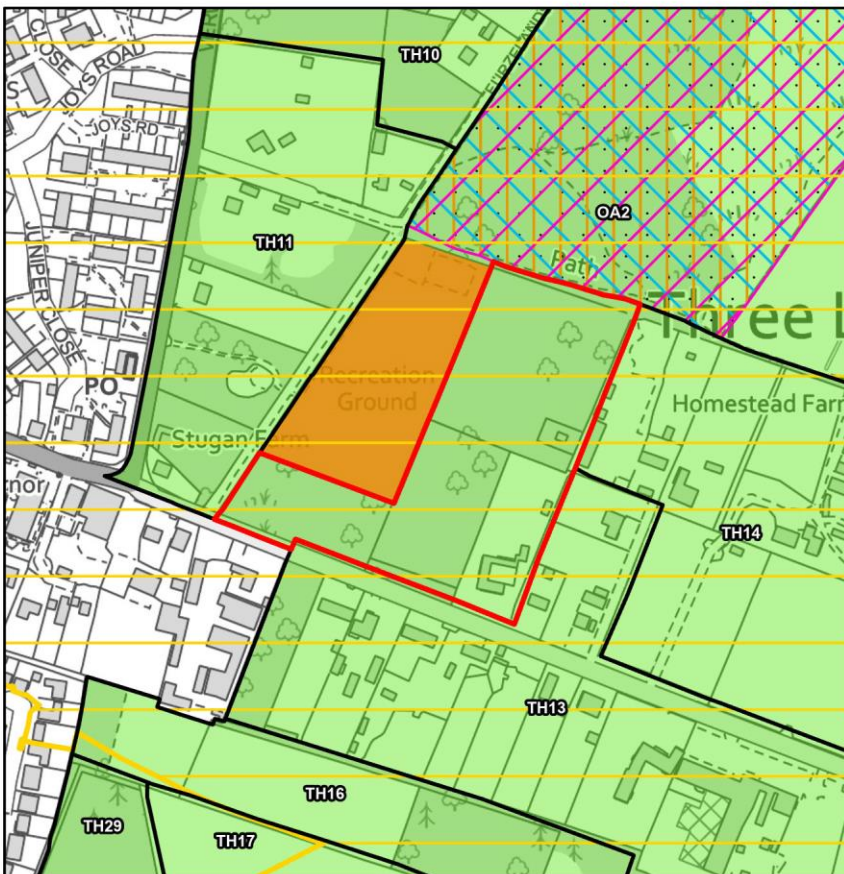 CLOSE
JOYS ROAD
JOYS RD
JUNIPER CLOSE
PO
TH10
TH11
OA2
Path
Three L
Recreation
Ground
Stugan Farm
Homestead Farm
nor
TH14
TH13
TH16
TH29
TH17